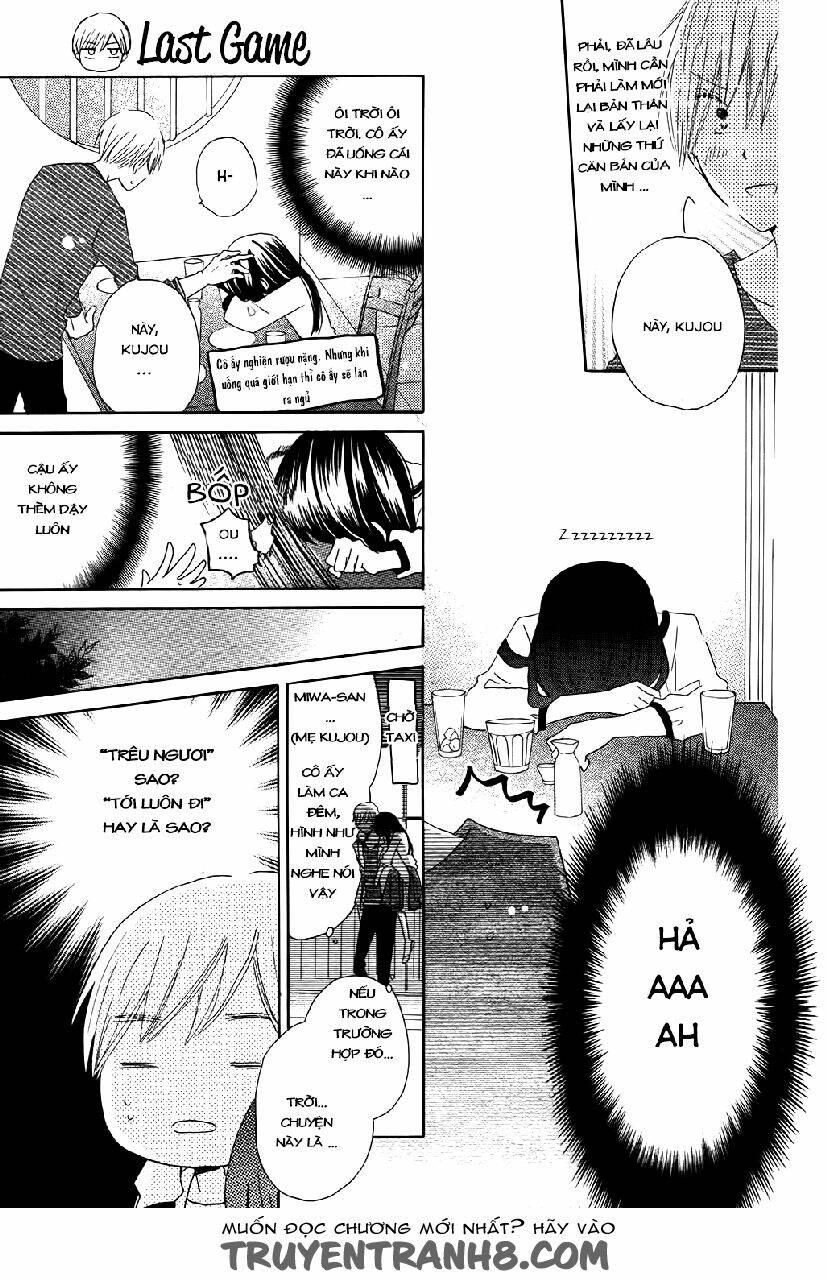 Last Game
PHẢI, ĐÃ LÂU
RỒI, MÌNH CẦN
PHẢI LÀM MỚI
LẠI BẢN THÂN
VÀ LẤY LẠI
NHỮNG THỨ
CĂN BẢN CỦA
MÌNH ...
NÀY, KUJOU
Zzzzzzzzzz
HẢ
AAA
AH
ÔI TRỜI ÔI
TRỜI, CÔ ẤY
ĐÃ UỐNG CÁI
NÀY KHI NÀO
...
H-
NÀY,
KUJOU
...
Cô ấy nghiên rượu nặng. Nhưng khi
uống quá giới hạn thì cô ấy sẽ lăn
ra ngủ
BÓP
OU
....
CẬU ẤY
KHÔNG
THÈM DẬY
LUÔN
CHỜ
TAXI
MIWA-SAN
...
(MẸ KUJOU)
CÔ ẤY
LÀM CA
ĐÊM,
HÌNH NHƯ
MÌNH
NGHE NÓI
VẬY
NẾU
TRONG
TRƯỜNG
HỢP ĐÓ...
TRỜI...
CHUYỆN
NÀY LÀ ...
"TRÊU NGƯƠI"
SAO?
"TỚI LUÔN ĐI"
HAY LÀ SAO?
MUỐN ĐỌC CHƯƠNG MỚI NHẤT? HÃY VÀO
TRUYENTRANH8.COM